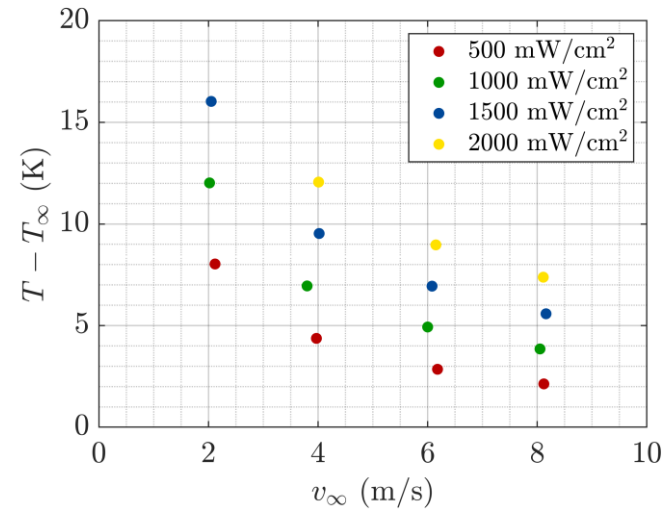 20
15
10
5
0
0 2 4 6 8 10
T − T∞ (K)
v∞ (m/s)
500 mW/cm²
1000 mW/cm²
1500 mW/cm²
2000 mW/cm²